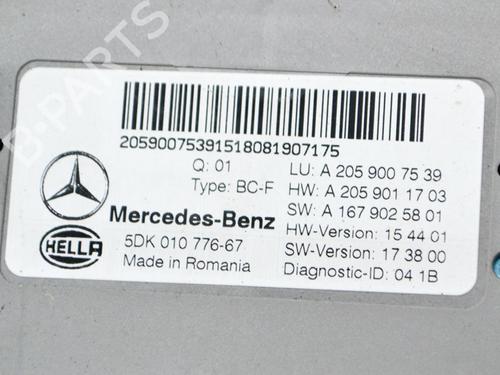 B-PARTS
20590075391518081907175
Q: 01
Type: BC-F
LU: A 205 900 75 39
HW: A 205 901 17 03
SW: A 167 902 58 01
HW-Version: 15 44 01
SW-Version: 17 38 00
Diagnostic-ID: 04 1B
Mercedes-Benz
HELLA
5DK 010 776-67
Made in Romania